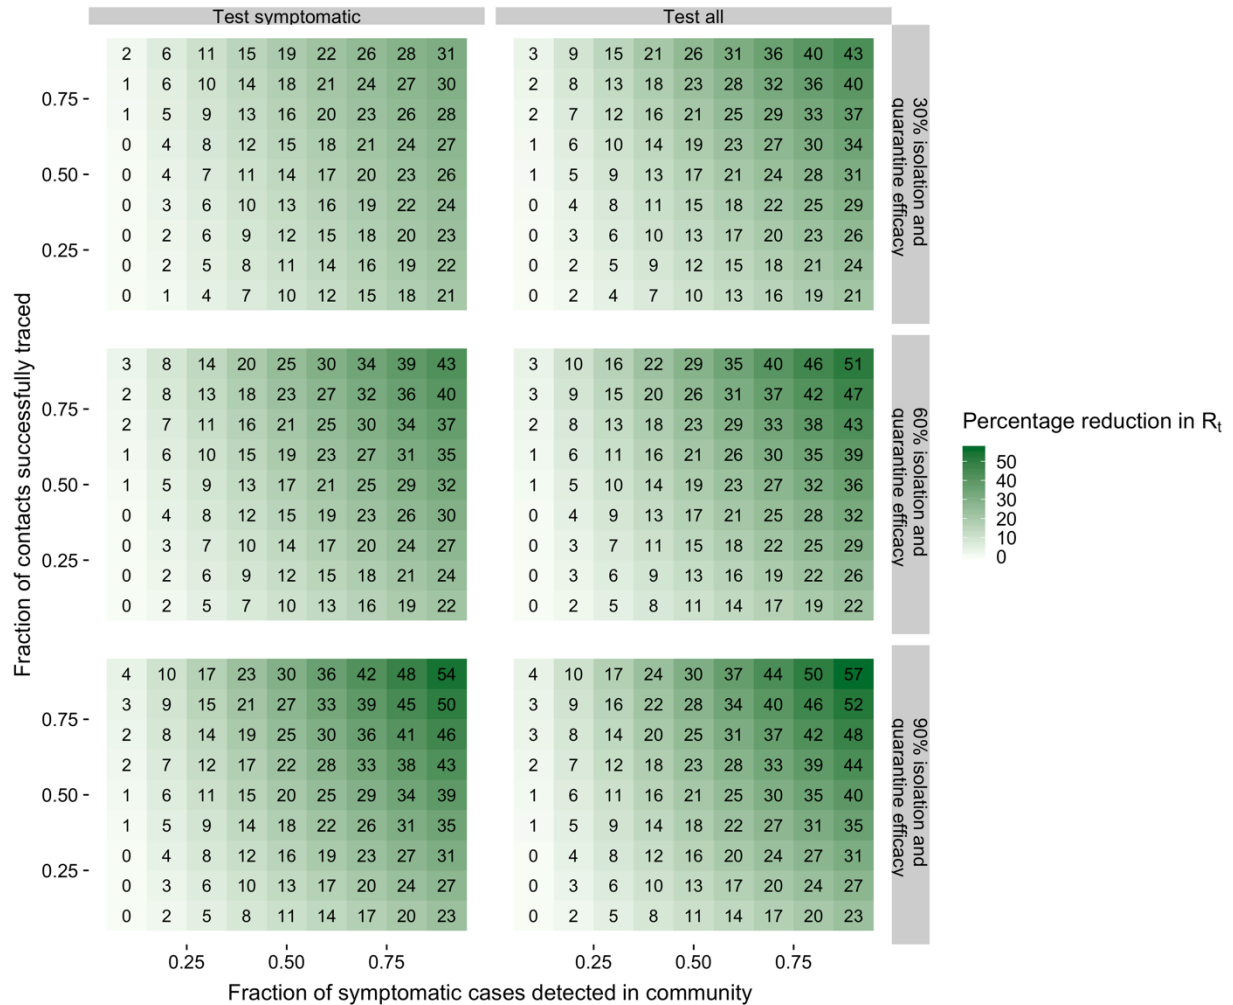 Test symptomatic
Test all
2 6 11 15 19 22 26 28 31
3 9 15 21 26 31 36 40 43
1 6 10 14 18 21 24 27 30
2 8 13 18 23 28 32 36 40
0.75
1 5 9 13 16 20 23 26 28
2 7 12 16 21 25 29 33 37
0 4 8 12 15 18 21 24 27
1 6 10 14 19 23 27 30 34
0.50
0 4 7 11 14 17 20 23 26
1 5 9 13 17 21 24 28 31
0 3 6 10 13 16 19 22 24
0 4 8 11 15 18 22 25 29
0 2 6 9 12 15 18 20 23
0 3 6 10 13 17 20 23 26
0.25
0 2 5 8 11 14 16 19 22
0 2 5 9 12 15 18 21 24
0 1 4 7 10 12 15 18 21
0 2 4 7 10 13 16 19 21
30% isolation and
quarantine efficacy
3 8 14 20 25 30 34 39 43
3 10 16 22 29 35 40 46 51
2 8 13 18 23 27 32 36 40
3 9 15 20 26 31 37 42 47
0.75
2 7 11 16 21 25 30 34 37
2 8 13 18 23 29 33 38 43
1 6 10 15 19 23 27 31 35
1 6 11 16 21 26 30 35 39
0.50
1 5 9 13 17 21 25 29 32
1 5 10 14 19 23 27 32 36
0 4 8 12 15 19 23 26 30
0 4 9 13 17 21 25 28 32
0 3 7 10 14 17 20 24 27
0 3 7 11 15 18 22 25 29
0.25
0 2 6 9 12 15 18 21 24
0 3 6 9 13 16 19 22 26
0 2 5 7 10 13 16 19 22
0 2 5 8 11 14 17 19 22
60% isolation and
quarantine efficacy
4 10 17 23 30 36 42 48 54
4 10 17 24 30 37 44 50 57
3 9 15 21 27 33 39 45 50
3 9 16 22 28 34 40 46 52
0.75
2 8 14 19 25 30 36 41 46
3 8 14 20 25 31 37 42 48
2 7 12 17 22 28 33 38 43
2 7 12 18 23 28 33 39 44
0.50
1 6 11 15 20 25 29 34 39
1 6 11 16 21 25 30 35 40
1 5 9 14 18 22 26 31 35
1 5 9 14 18 22 27 31 35
0 4 8 12 16 19 23 27 31
0 4 8 12 16 20 24 27 31
0.25
0 3 6 10 13 17 20 24 27
0 3 6 10 13 17 20 24 27
0 2 5 8 11 14 17 20 23
0 2 5 8 11 14 17 20 23
90% isolation and
quarantine efficacy
0.25 0.50 0.75
0.25 0.50 0.75
Fraction of symptomatic cases detected in community
Fraction of contacts successfully traced
Percentage reduction in Rt
50
40
30
20
10
0